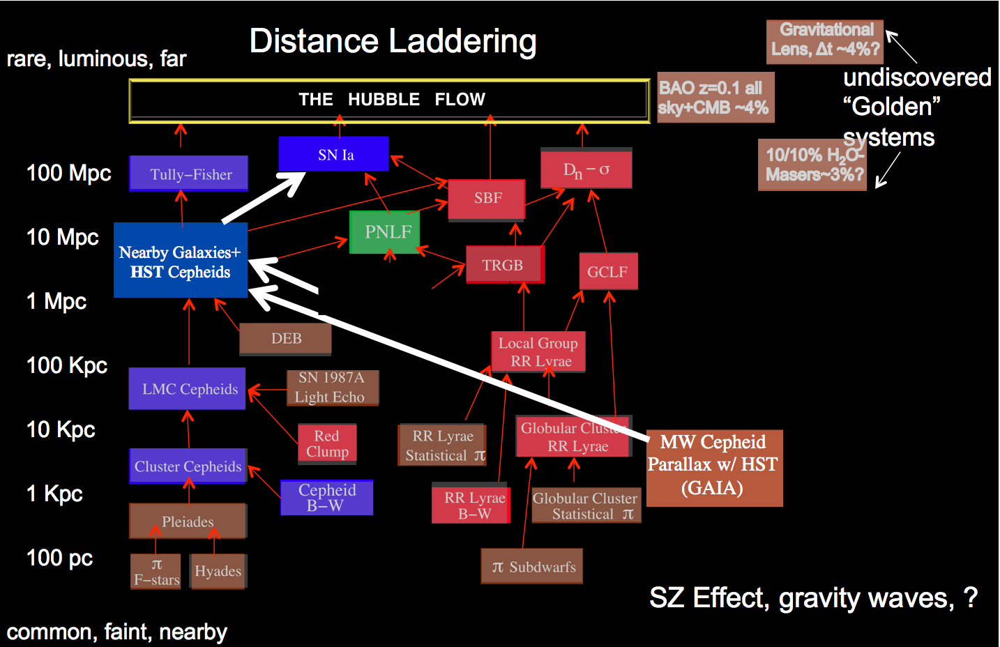 Distance Laddering
rare, luminous, far
Gravitational
Lens, Δt ~4%?
undiscovered
“Golden”
systems
THE HUBBLE FLOW
BAO z=0.1 all
sky+CMB ~4%
10/10% H₂O-
Masers~3%?
100 Mpc
Tully-Fisher
SN Ia
Dₙ – σ
SBF
10 Mpc
PNLF
Nearby Galaxies+
HST Cepheids
TRGB
GCLF
1 Mpc
DEB
Local Group
RR Lyrae
100 Kpc
LMC Cepheids
SN 1987A
Light Echo
10 Kpc
Red
Clump
RR Lyrae
Statistical π
Globular Cluster
RR Lyrae
MW Cepheid
Parallax w/ HST
(GAIA)
Cluster Cepheids
1 Kpc
Cepheid
B-W
RR Lyrae
B-W
Globular Cluster
Statistical π
Pleiades
100 pc
π
F-stars
Hyades
π Subdwarfs
SZ Effect, gravity waves, ?
common, faint, nearby